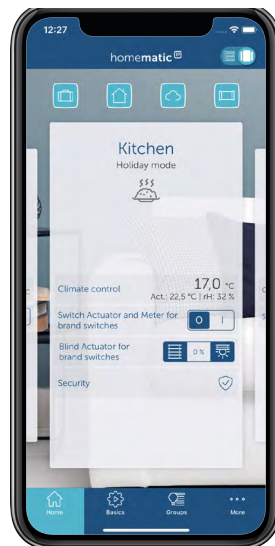 12:27
homematic IP
Kitchen
Holiday mode
Climate control
17,0 °C
Act.: 22,5 °C | rH: 32 %
Switch Actuator and Meter for
brand switches
O I
Blind Actuator for
brand switches
0 %
Security
Home Basics Groups More